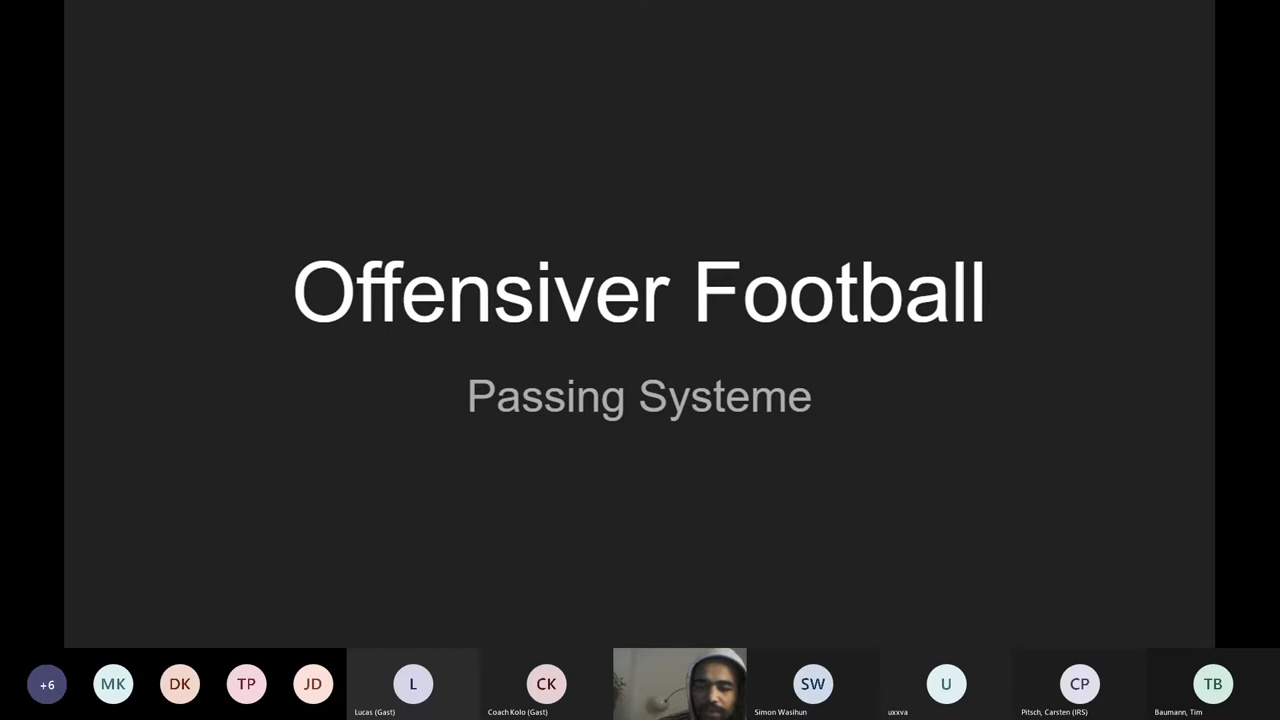 Offensiver Football
Passing Systeme
+6
MK
DK
TP
JD
L
CK
SW
U
CP
TB
Lucas (Gast)
Coach Kolo (Gast)
Simon Wasihun
uxxva
Pitsch, Carsten (IRS)
Baumann, Tim